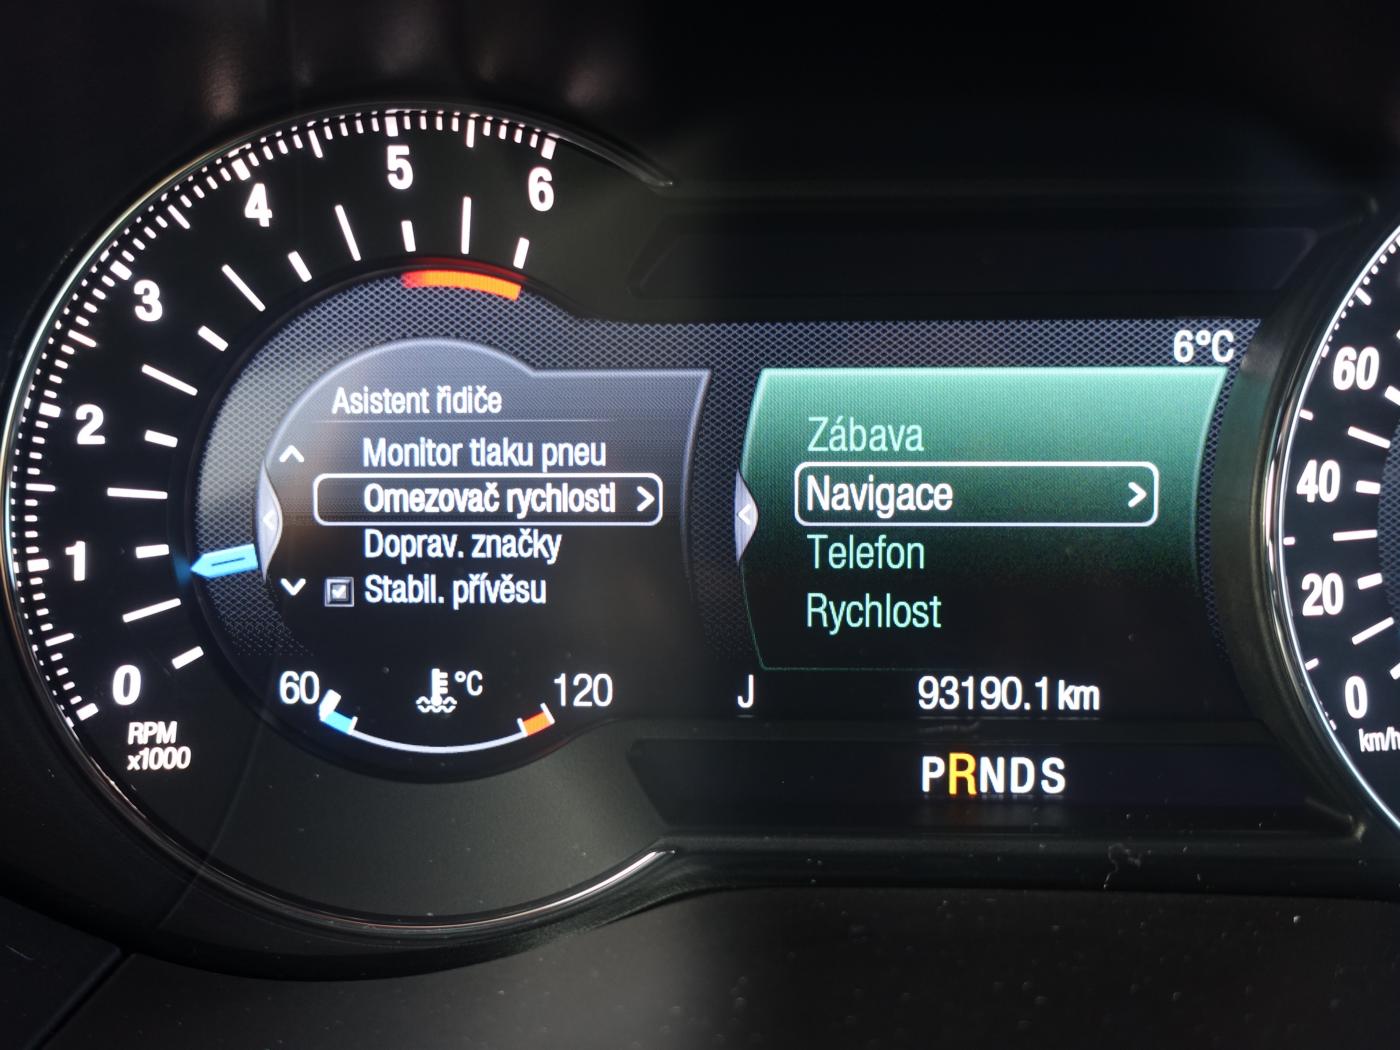 5
6
4
3
2
1
0
RPM
x1000
6°C
Asistent řidiče
Monitor tlaku pneu
Omezovač rychlosti
Doprav. značky
Stabil. přívěsu
60
°C
120
Zábava
Navigace
Telefon
Rychlost
J
93190.1 km
PRNDS
60
40
20
0
km/h